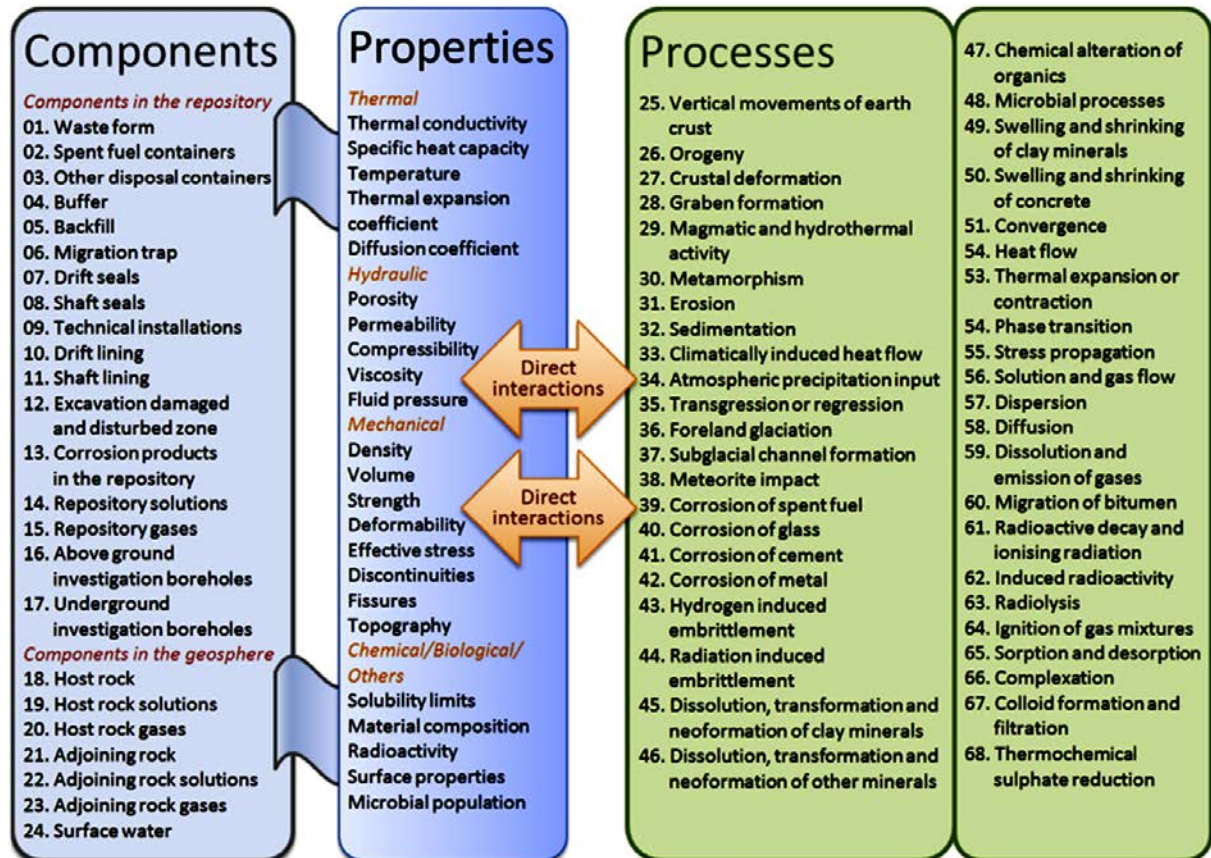 Components
Components in the repository
01. Waste form
02. Spent fuel containers
03. Other disposal containers
04. Buffer
05. Backfill
06. Migration trap
07. Drift seals
08. Shaft seals
09. Technical installations
10. Drift lining
11. Shaft lining
12. Excavation damaged
and disturbed zone
13. Corrosion products
in the repository
14. Repository solutions
15. Repository gases
16. Above ground
investigation boreholes
17. Underground
investigation boreholes
Components in the geosphere
18. Host rock
19. Host rock solutions
20. Host rock gases
21. Adjoining rock
22. Adjoining rock solutions
23. Adjoining rock gases
24. Surface water
Properties
Thermal
Thermal conductivity
Specific heat capacity
Temperature
Thermal expansion
coefficient
Diffusion coefficient
Hydraulic
Porosity
Permeability
Compressibility
Viscosity
Fluid pressure
Mechanical
Density
Volume
Strength
Deformability
Effective stress
Discontinuities
Fissures
Topography
Chemical/Biological/
Others
Solubility limits
Material composition
Radioactivity
Surface properties
Microbial population
Direct
interactions
Direct
interactions
Processes
25. Vertical movements of earth
crust
26. Orogeny
27. Crustal deformation
28. Graben formation
29. Magmatic and hydrothermal
activity
30. Metamorphism
31. Erosion
32. Sedimentation
33. Climatically induced heat flow
34. Atmospheric precipitation input
35. Transgression or regression
36. Foreland glaciation
37. Subglacial channel formation
38. Meteorite impact
39. Corrosion of spent fuel
40. Corrosion of glass
41. Corrosion of cement
42. Corrosion of metal
43. Hydrogen induced
embrittlement
44. Radiation induced
embrittlement
45. Dissolution, transformation and
neoformation of clay minerals
46. Dissolution, transformation and
neoformation of other minerals
47. Chemical alteration of
organics
48. Microbial processes
49. Swelling and shrinking
of clay minerals
50. Swelling and shrinking
of concrete
51. Convergence
54. Heat flow
53. Thermal expansion or
contraction
54. Phase transition
55. Stress propagation
56. Solution and gas flow
57. Dispersion
58. Diffusion
59. Dissolution and
emission of gases
60. Migration of bitumen
61. Radioactive decay and
ionising radiation
62. Induced radioactivity
63. Radiolysis
64. Ignition of gas mixtures
65. Sorption and desorption
66. Complexation
67. Colloid formation and
filtration
68. Thermochemical
sulphate reduction